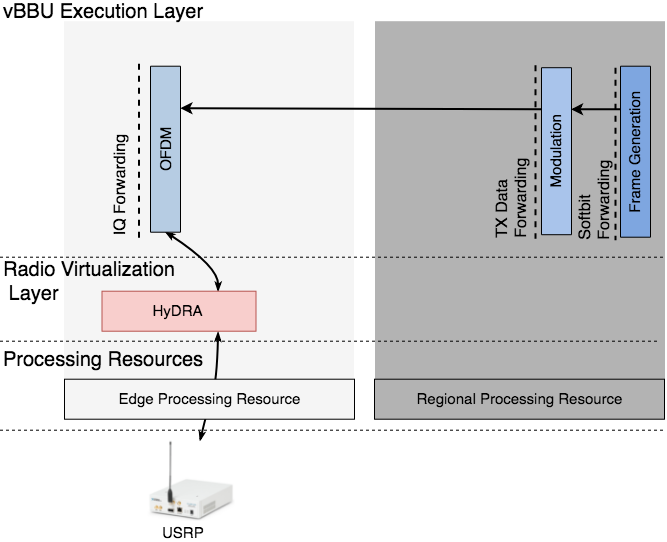 vBBU Execution Layer
IQ Forwarding
OFDM
TX Data
Forwarding
Modulation
Softbit
Forwarding
Frame Generation
Radio Virtualization
Layer
HyDRA
Processing Resources
Edge Processing Resource
Regional Processing Resource
USRP